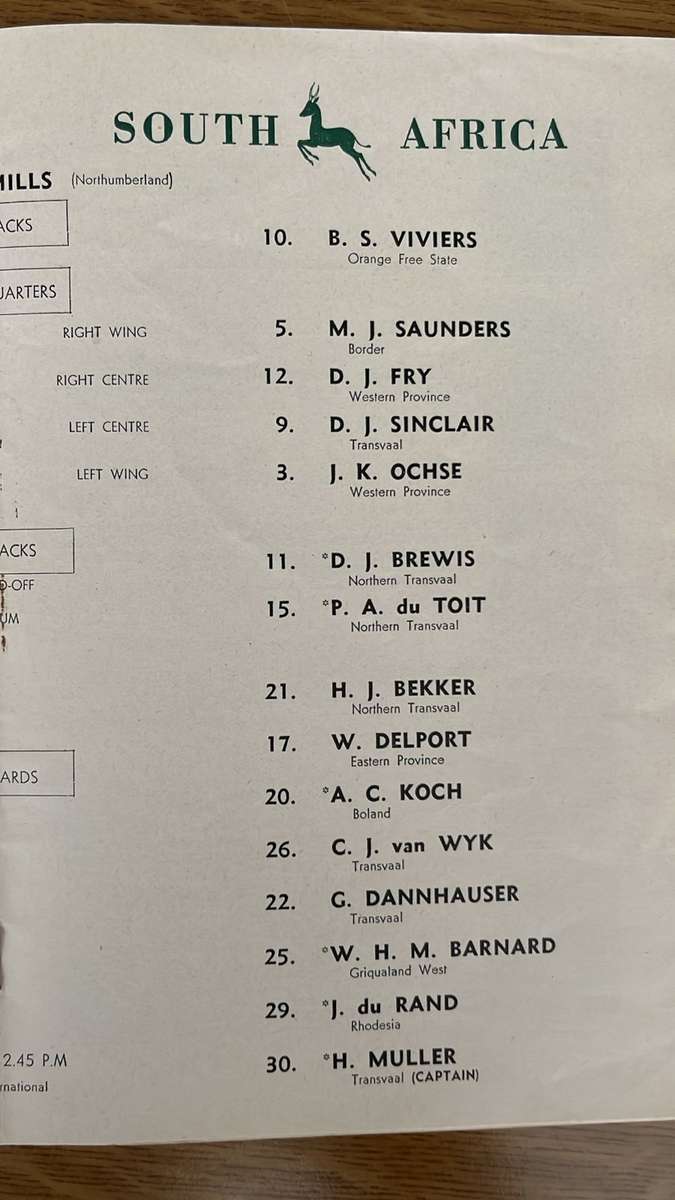 SOUTH AFRICA
MILLS (Northumberland)
ACKS
10. B. S. VIVIERS
Orange Free State
UARTERS
RIGHT WING 5. M. J. SAUNDERS
Border
RIGHT CENTRE 12. D. J. FRY
Western Province
LEFT CENTRE 9. D. J. SINCLAIR
Transvaal
LEFT WING 3. J. K. OCHSE
Western Province
ACKS
11. *D. J. BREWIS
Northern Transvaal
D-OFF
15. *P. A. du TOIT
Northern Transvaal
UM
21. H. J. BEKKER
Northern Transvaal
17. W. DELPORT
Eastern Province
ARDS
20. *A. C. KOCH
Boland
26. C. J. van WYK
Transvaal
22. G. DANNHAUSER
Transvaal
25. *W. H. M. BARNARD
Griqualand West
29. *J. du RAND
Rhodesia
2.45 P.M
30. *H. MULLER
Transvaal (CAPTAIN)
rnational